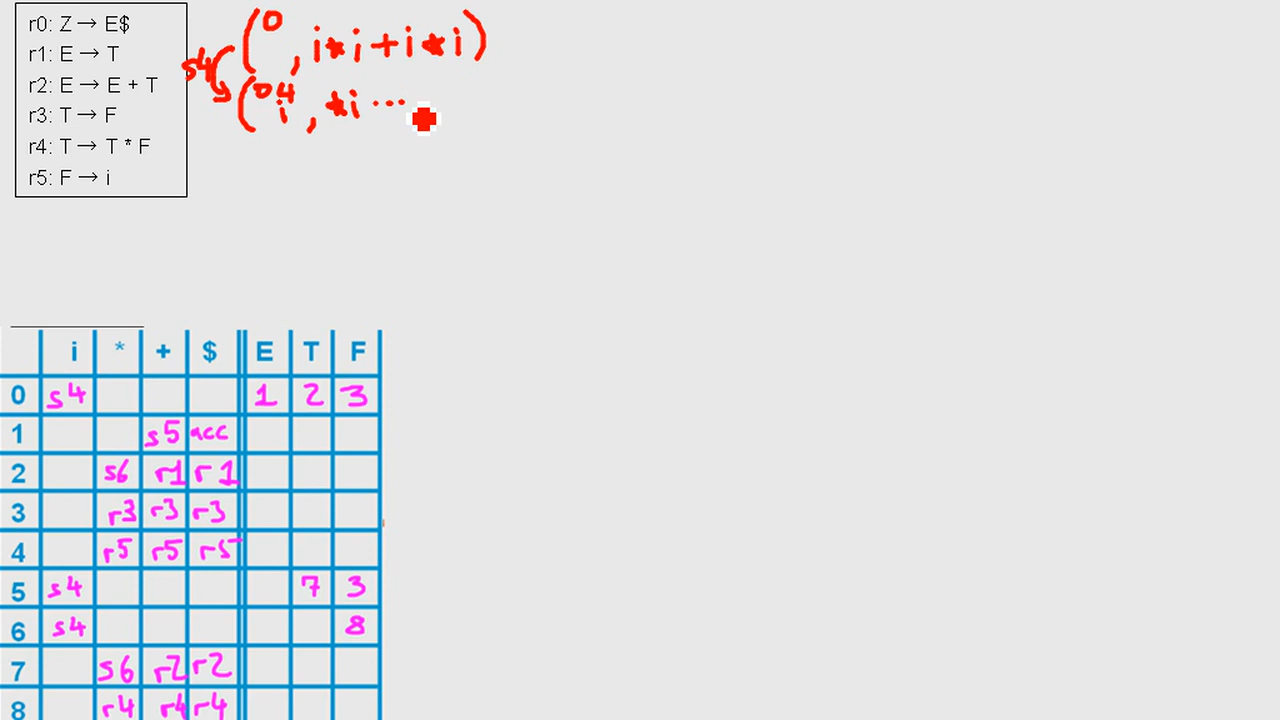 r0: Z → E$
r1: E → T
r2: E → E + T
r3: T → F
r4: T → T * F
r5: F → i
(0, i*i+i*i)
s4
(0 i4, *i ...
i * + $ E T F
0 s4 1 2 3
1 s5 acc
2 s6 r1 r1
3 r3 r3 r3
4 r5 r5 r5
5 s4 7 3
6 s4 8
7 s6 r2 r2
8 r4 r4 r4